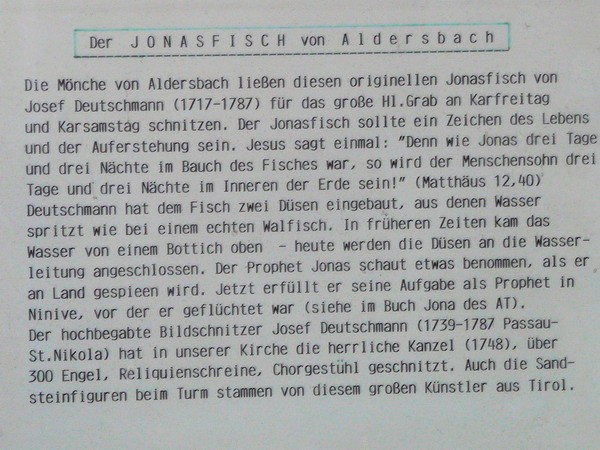 Der JONASFISCH von Aldersbach
Die Mönche von Aldersbach ließen diesen originellen Jonasfisch von
Josef Deutschmann (1717-1787) für das große Hl.Grab an Karfreitag
und Karsamstag schnitzen. Der Jonasfisch sollte ein Zeichen des Lebens
und der Auferstehung sein. Jesus sagt einmal: "Denn wie Jonas drei Tage
und drei Nächte im Bauch des Fisches war, so wird der Menschensohn drei
Tage und drei Nächte im Inneren der Erde sein!" (Matthäus 12,40)
Deutschmann hat dem Fisch zwei Düsen eingebaut, aus denen Wasser
spritzt wie bei einem echten Walfisch. In früheren Zeiten kam das
Wasser von einem Bottich oben - heute werden die Düsen an die Wasser-
leitung angeschlossen. Der Prophet Jonas schaut etwas benommen, als er
an Land gespieen wird. Jetzt erfüllt er seine Aufgabe als Prophet in
Ninive, vor der er geflüchtet war (siehe im Buch Jona des AT).
Der hochbegabte Bildschnitzer Josef Deutschmann (1739-1787 Passau-
St.Nikola) hat in unserer Kirche die herrliche Kanzel (1748), über
300 Engel, Reliquienschreine, Chorgestühl geschnitzt. Auch die Sand-
steinfiguren beim Turm stammen von diesem großen Künstler aus Tirol.